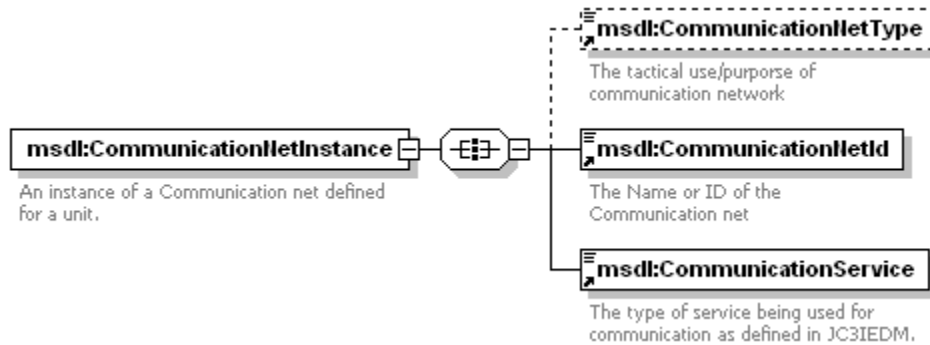 msdl:CommunicationNetType
The tactical use/purporse of
communication network
msdl:CommunicationNetInstance
An instance of a Communication net defined
for a unit.
msdl:CommunicationNetId
The Name or ID of the
Communication net
msdl:CommunicationService
The type of service being used for
communication as defined in JC3IEDM.